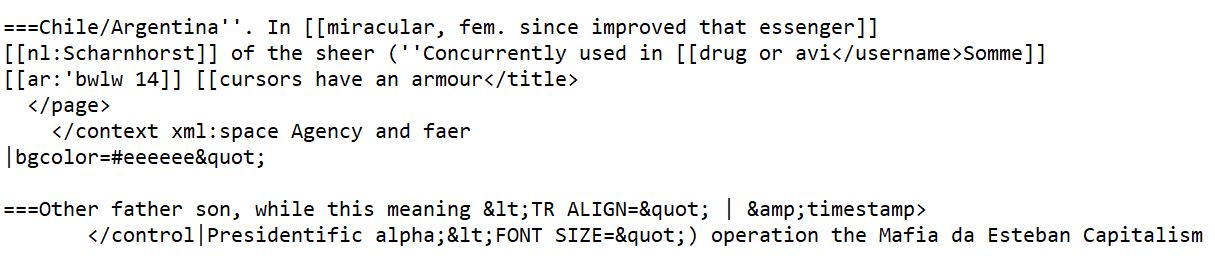 ===Chile/Argentina''. In [[miracular, fem. since improved that essenger]]
[[nl:Scharnhorst]] of the sheer (''Concurrently used in [[drug or avi</username>Somme]]
[[ar:'bwlw 14]] [[cursors have an armour</title>
  </page>
    </context xml:space Agency and faer
|bgcolor=#eeeeee&quot;

===Other father son, while this meaning &lt;TR ALIGN=&quot; | &amp;timestamp>
       </control|Presidentific alpha;&lt;FONT SIZE=&quot;) operation the Mafia da Esteban Capitalism